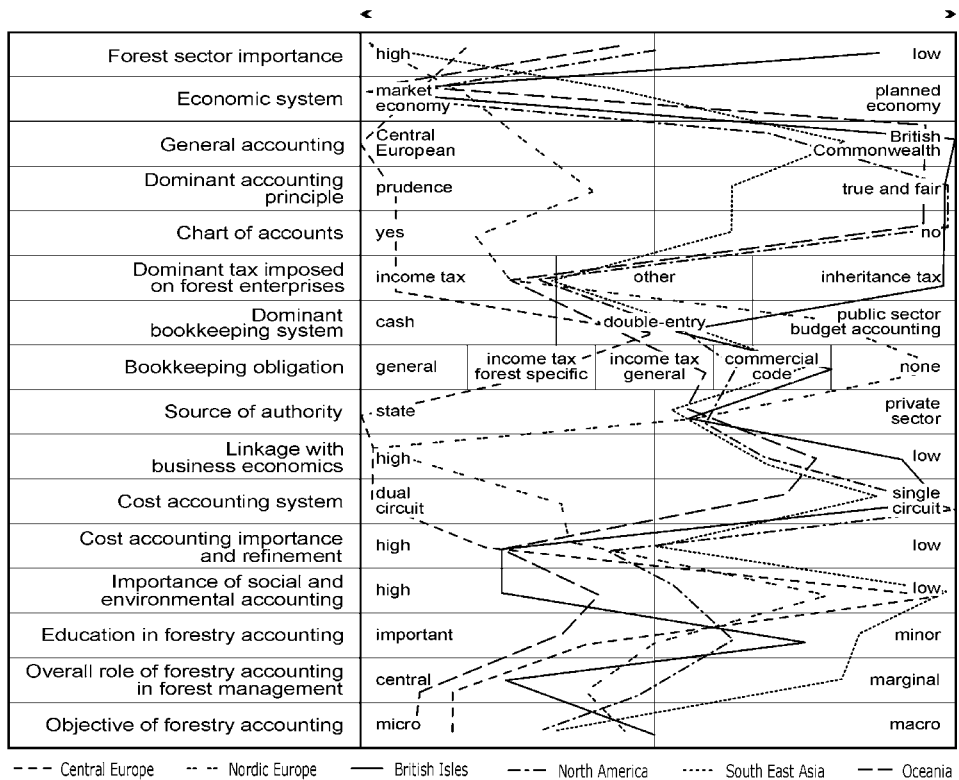 Forest sector importance high low
Economic system market economy planned economy
General accounting Central European British Commonwealth
Dominant accounting principle prudence true and fair
Chart of accounts yes no
Dominant tax imposed on forest enterprises income tax other inheritance tax
Dominant bookkeeping system cash double-entry public sector budget accounting
Bookkeeping obligation general income tax forest specific income tax general commercial code none
Source of authority state private sector
Linkage with business economics high low
Cost accounting system dual circuit single circuit
Cost accounting importance and refinement high low
Importance of social and environmental accounting high low
Education in forestry accounting important minor
Overall role of forestry accounting in forest management central marginal
Objective of forestry accounting micro macro
Central Europe Nordic Europe British Isles North America South East Asia Oceania